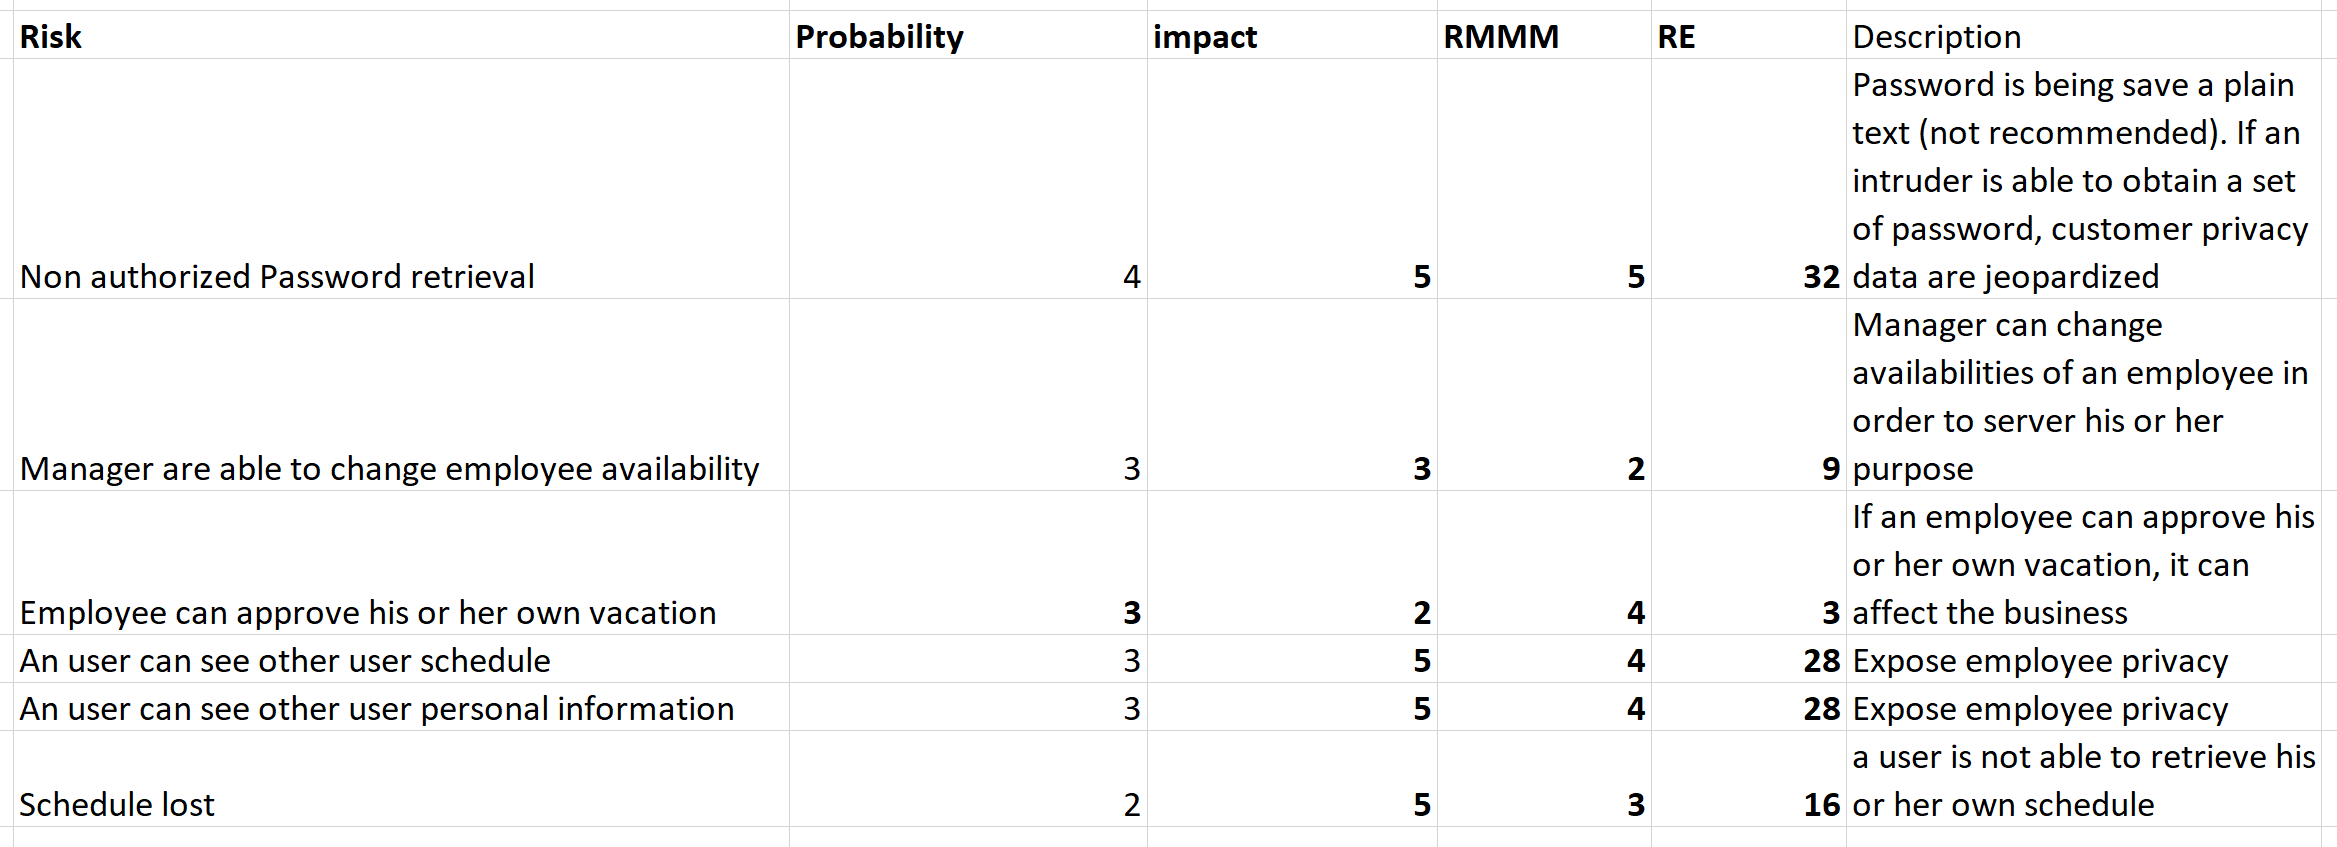 Risk Probability impact RMMM RE Description
Password is being save a plain
text (not recommended). If an
intruder is able to obtain a set
of password, customer privacy
Non authorized Password retrieval 4 5 5 32 data are jeopardized
Manager can change
availabilities of an employee in
order to server his or her
Manager are able to change employee availability 3 3 2 9 purpose
If an employee can approve his
or her own vacation, it can
Employee can approve his or her own vacation 3 2 4 3 affect the business
An user can see other user schedule 3 5 4 28 Expose employee privacy
An user can see other user personal information 3 5 4 28 Expose employee privacy
a user is not able to retrieve his
Schedule lost 2 5 3 16 or her own schedule